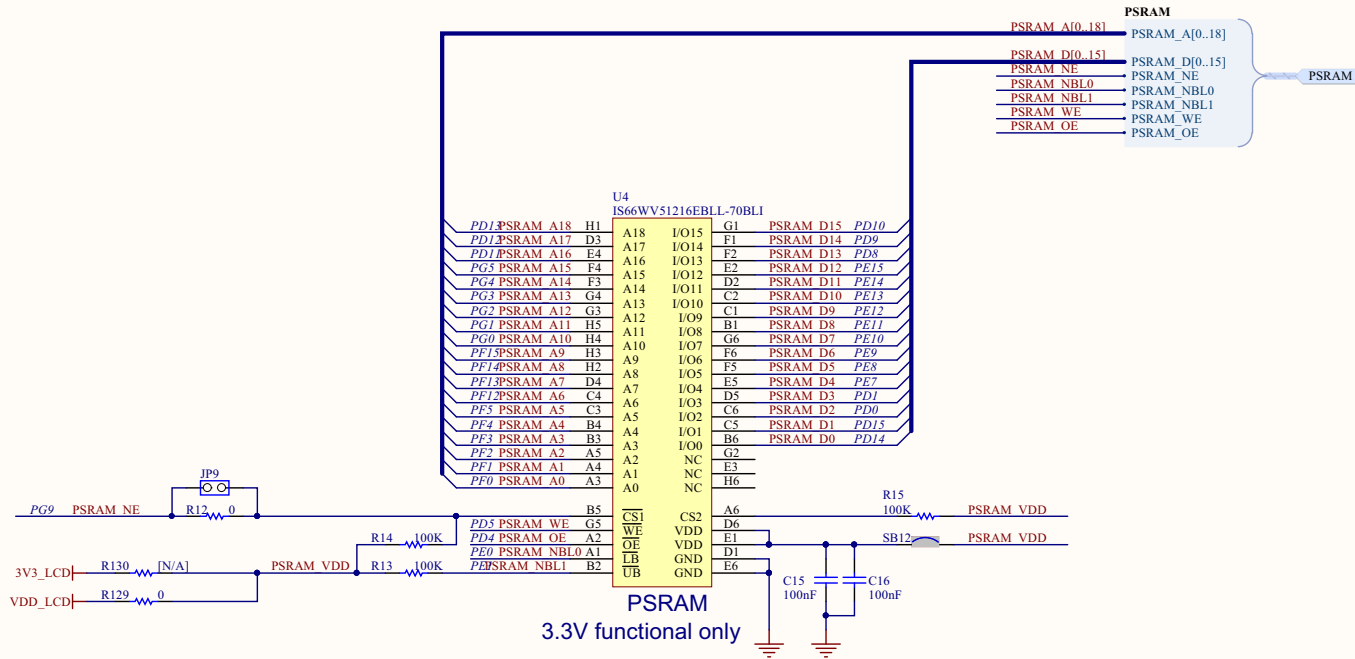 PSRAM
PSRAM_A[0..18] PSRAM_A[0..18]
PSRAM_D[0..15] PSRAM_D[0..15]
PSRAM_NE PSRAM_NE PSRAM
PSRAM_NBL0 PSRAM_NBL0
PSRAM_NBL1 PSRAM_NBL1
PSRAM_WE PSRAM_WE
PSRAM_OE PSRAM_OE
U4
IS66WV51216EBLL-70BLI
PD13 PSRAM_A18 H1 A18 I/O15 G1 PSRAM_D15 PD10
PD12 PSRAM_A17 D3 A17 I/O14 F1 PSRAM_D14 PD9
PD11 PSRAM_A16 E4 A16 I/O13 F2 PSRAM_D13 PD8
PG5 PSRAM_A15 F4 A15 I/O12 E2 PSRAM_D12 PE15
PG4 PSRAM_A14 F3 A14 I/O11 D2 PSRAM_D11 PE14
PG3 PSRAM_A13 G4 A13 I/O10 C2 PSRAM_D10 PE13
PG2 PSRAM_A12 G3 A12 I/O9 C1 PSRAM_D9 PE12
PG1 PSRAM_A11 H5 A11 I/O8 B1 PSRAM_D8 PE11
PG0 PSRAM_A10 H4 A10 I/O7 G6 PSRAM_D7 PE10
PF15 PSRAM_A9 H3 A9 I/O6 F6 PSRAM_D6 PE9
PF14 PSRAM_A8 H2 A8 I/O5 F5 PSRAM_D5 PE8
PF13 PSRAM_A7 D4 A7 I/O4 E5 PSRAM_D4 PE7
PF12 PSRAM_A6 C4 A6 I/O3 D5 PSRAM_D3 PD1
PF5 PSRAM_A5 C3 A5 I/O2 C6 PSRAM_D2 PD0
PF4 PSRAM_A4 B4 A4 I/O1 C5 PSRAM_D1 PD15
PF3 PSRAM_A3 B3 A3 I/O0 B6 PSRAM_D0 PD14
PF2 PSRAM_A2 A5 A2 NC G2
PF1 PSRAM_A1 A4 A1 NC E3
PF0 PSRAM_A0 A3 A0 NC H6
JP9
PG9 PSRAM_NE R12 0 B5 CS1 CS2 A6 R15 100K PSRAM_VDD
PD5 PSRAM_WE G5 WE VDD D6
R14 100K PD4 PSRAM_OE A2 OE VDD E1 SB12 PSRAM_VDD
PE0 PSRAM_NBL0 A1 LB GND D1
3V3_LCD R130 [N/A] PSRAM_VDD R13 100K PSRAM_NBL1 B2 UB GND E6
VDD_LCD R129 0
C15 100nF
C16 100nF
PSRAM
3.3V functional only